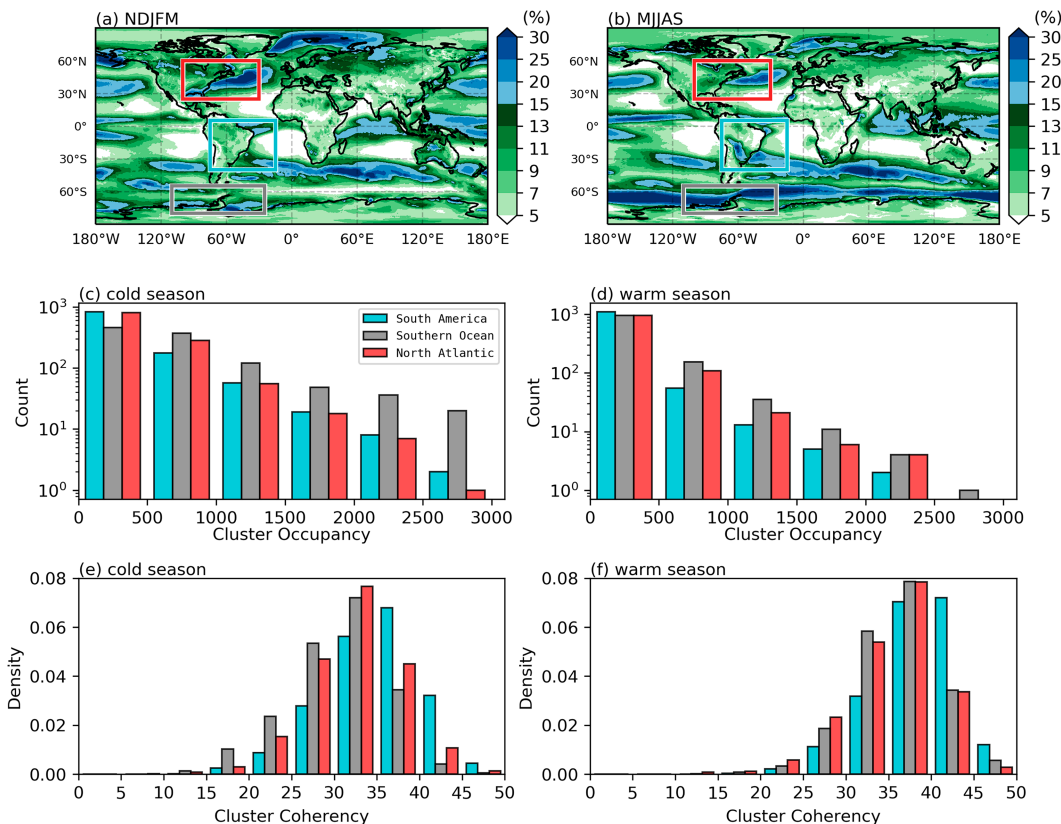 (a) NDJFM
(%)
60°N
30°N
0°
30°S
60°S
180°W 120°W 60°W 0° 60°E 120°E 180°E
30
25
20
15
13
11
9
7
5
(b) MJJAS
(%)
60°N
30°N
0°
30°S
60°S
180°W 120°W 60°W 0° 60°E 120°E 180°E
30
25
20
15
13
11
9
7
5
(c) cold season
Count
10³
10²
10¹
10⁰
South America
Southern Ocean
North Atlantic
0 500 1000 1500 2000 2500 3000
Cluster Occupancy
(d) warm season
Count
10³
10²
10¹
10⁰
0 500 1000 1500 2000 2500 3000
Cluster Occupancy
(e) cold season
Density
0.08
0.06
0.04
0.02
0.00
0 5 10 15 20 25 30 35 40 45 50
Cluster Coherency
(f) warm season
Density
0.08
0.06
0.04
0.02
0.00
0 5 10 15 20 25 30 35 40 45 50
Cluster Coherency